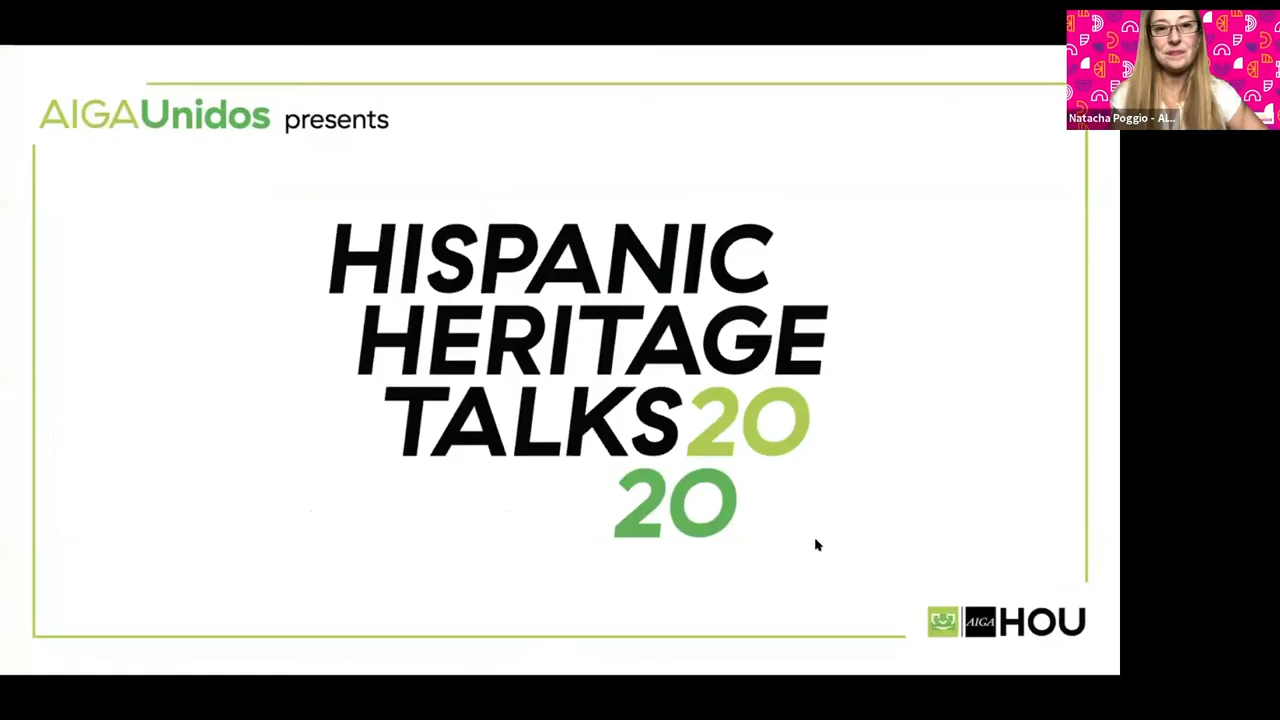 AIGAUnidos presents
Natacha Poggio - AI...
HISPANIC
HERITAGE
TALKS20
20
AIGA HOU